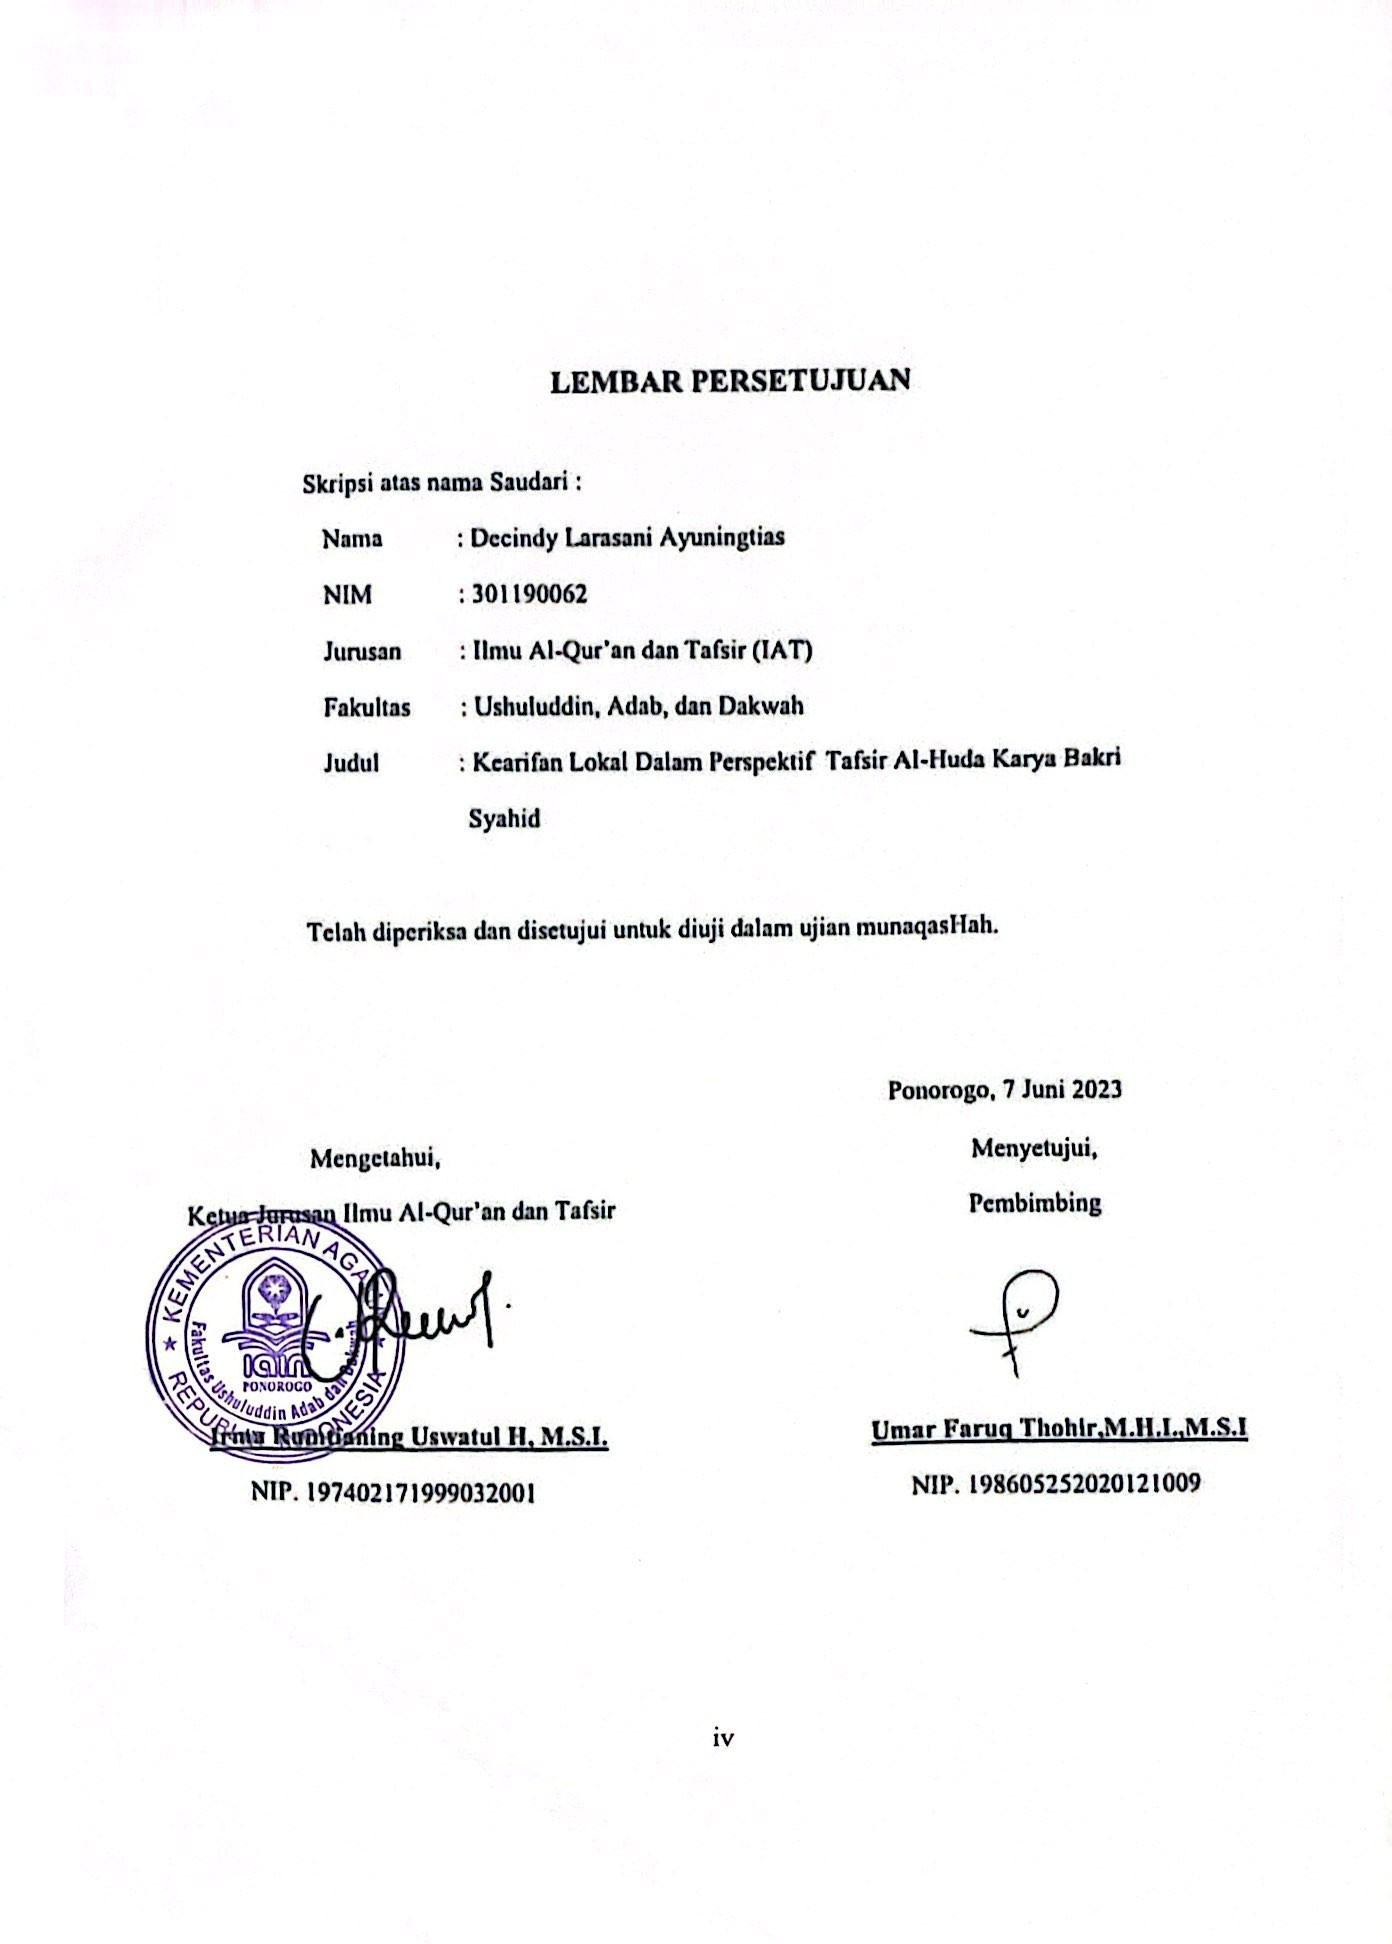 LEMBAR PERSETUJUAN
Skripsi atas nama Saudari :
Nama : Decindy Larasani Ayuningtias
NIM : 301190062
Jurusan : Ilmu Al-Qur'an dan Tafsir (IAT)
Fakultas : Ushuluddin, Adab, dan Dakwah
Judul : Kearifan Lokal Dalam Perspektif Tafsir Al-Huda Karya Bakri
Syahid
Telah diperiksa dan disetujui untuk diuji dalam ujian munaqasHah.
Ponorogo, 7 Juni 2023
Mengetahui,
Menyetujui,
Ketua Jurusan Ilmu Al-Qur'an dan Tafsir
Pembimbing
KEMENTERIAN
Fakultas Ushuluddin Adab dan Dakwah
iain
PONOROGO
Uswatul H, M.S.I.
Umar Faruq Thohir,M.H.I.,M.S.I
NIP. 197402171999032001
NIP. 198605252020121009
iv